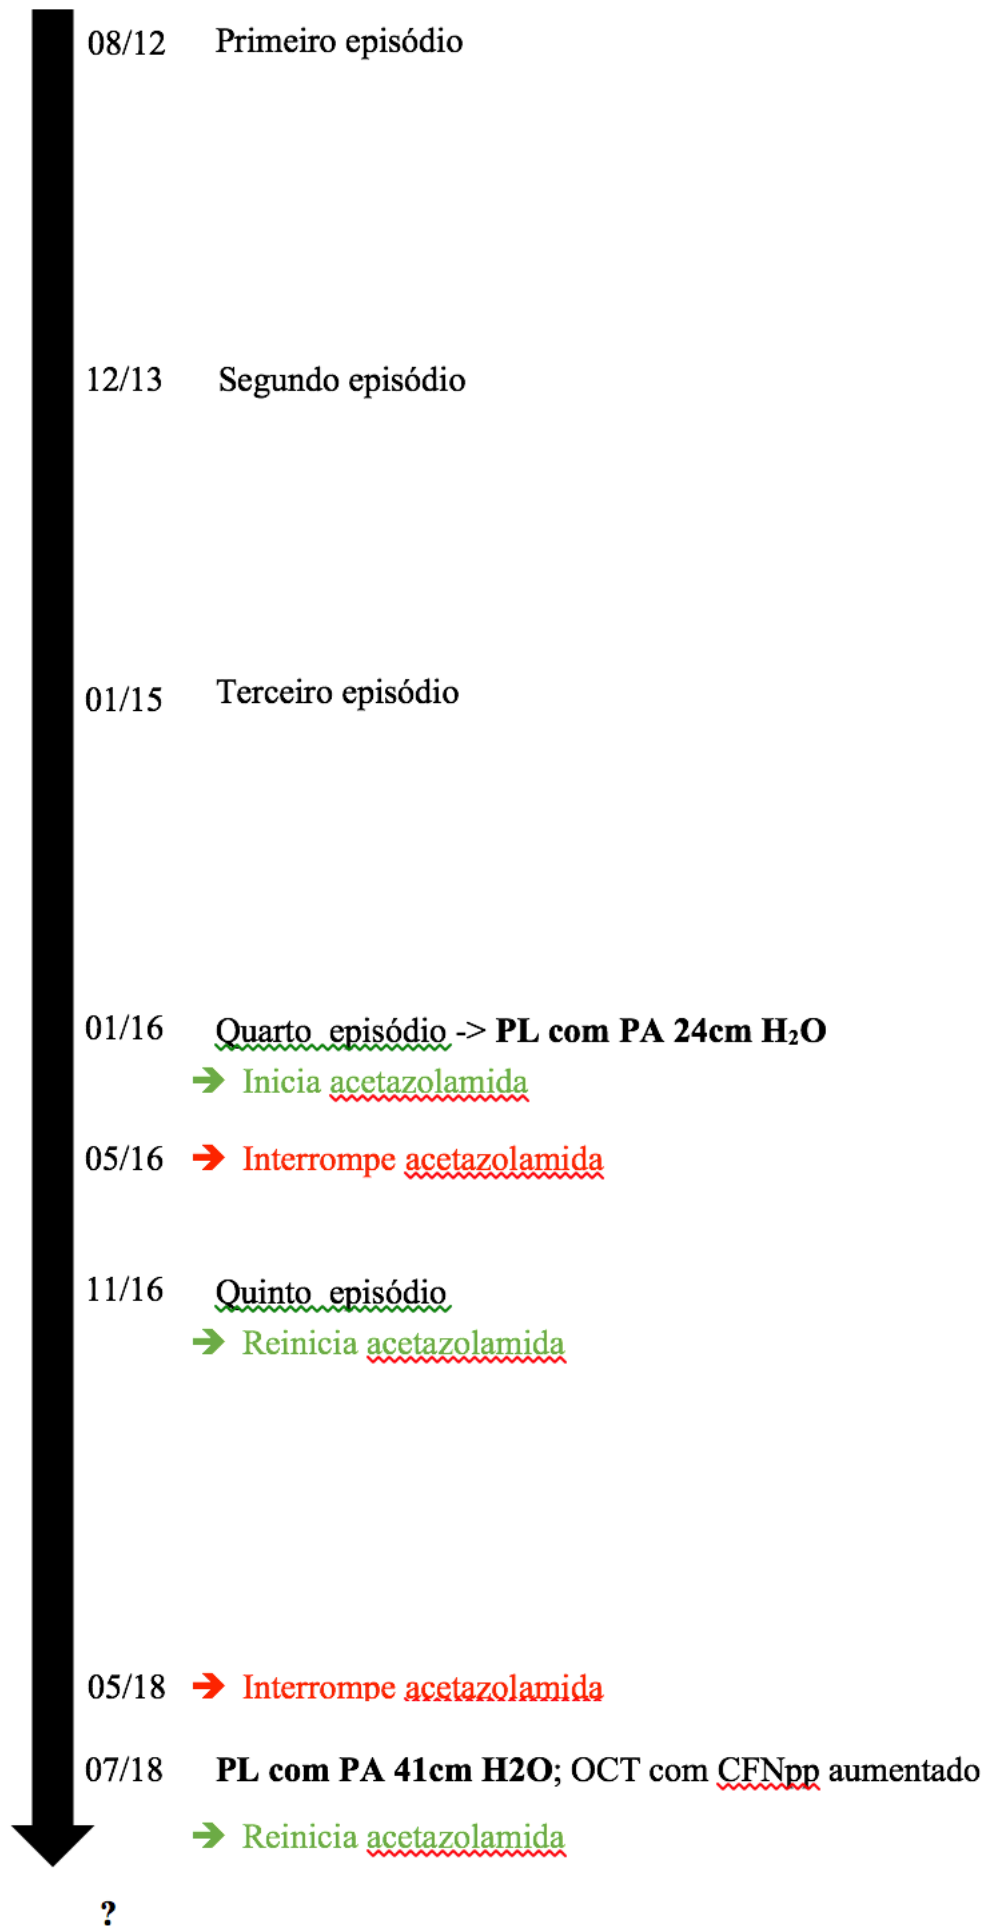 08/12 Primeiro episódio
12/13 Segundo episódio
01/15 Terceiro episódio
01/16 Quarto episódio -> PL com PA 24cm H₂O
➔ Inicia acetazolamida
05/16 ➔ Interrompe acetazolamida
11/16 Quinto episódio
➔ Reinicia acetazolamida
05/18 ➔ Interrompe acetazolamida
07/18 PL com PA 41cm H2O; OCT com CFNpp aumentado
➔ Reinicia acetazolamida
?